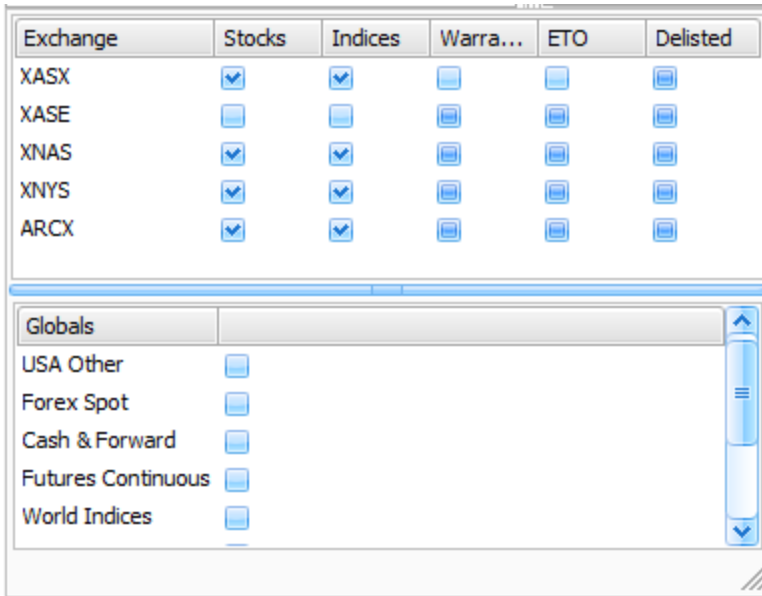 Exchange Stocks Indices Warra... ETO Delisted
XASX
XASE
XNAS
XNYS
ARCX
Globals
USA Other
Forex Spot
Cash & Forward
Futures Continuous
World Indices